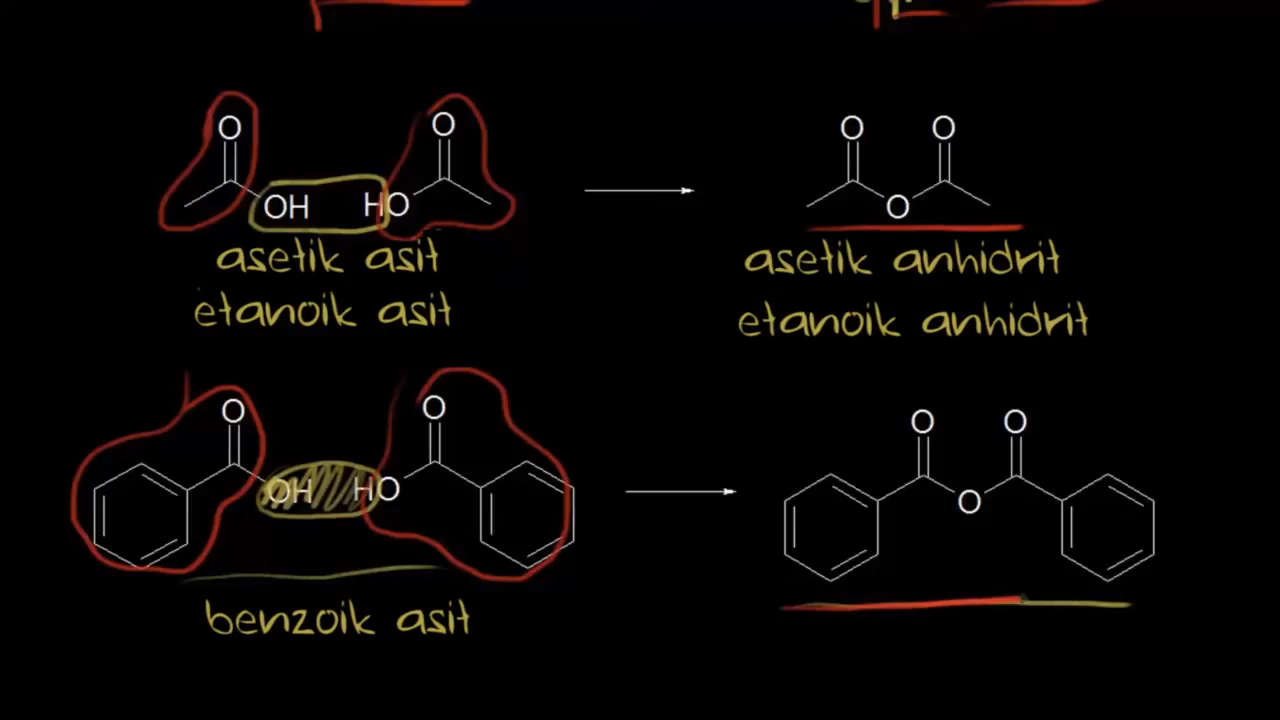 O O O O
OH HO O
asetik asit asetik anhidrit
etanoik asit etanoik anhidrit
O O O O
OH HO O
benzoik asit